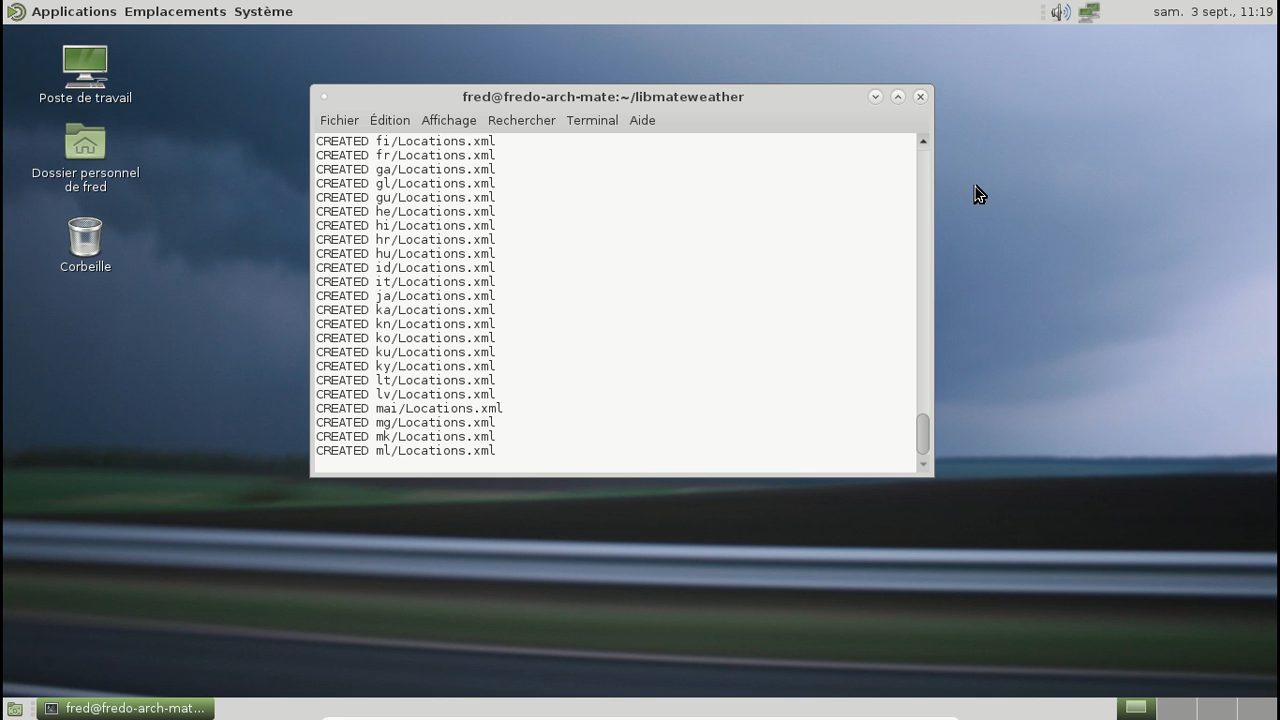 Applications Emplacements Système
sam. 3 sept., 11:19
Poste de travail
Dossier personnel
de fred
Corbeille
fred@fredo-arch-mate:~/libmateweather
Fichier Édition Affichage Rechercher Terminal Aide
CREATED fi/Locations.xml
CREATED fr/Locations.xml
CREATED ga/Locations.xml
CREATED gl/Locations.xml
CREATED gu/Locations.xml
CREATED he/Locations.xml
CREATED hi/Locations.xml
CREATED hr/Locations.xml
CREATED hu/Locations.xml
CREATED id/Locations.xml
CREATED it/Locations.xml
CREATED ja/Locations.xml
CREATED ka/Locations.xml
CREATED kn/Locations.xml
CREATED ko/Locations.xml
CREATED ku/Locations.xml
CREATED ky/Locations.xml
CREATED lt/Locations.xml
CREATED lv/Locations.xml
CREATED mai/Locations.xml
CREATED mg/Locations.xml
CREATED mk/Locations.xml
CREATED ml/Locations.xml
fred@fredo-arch-mat...